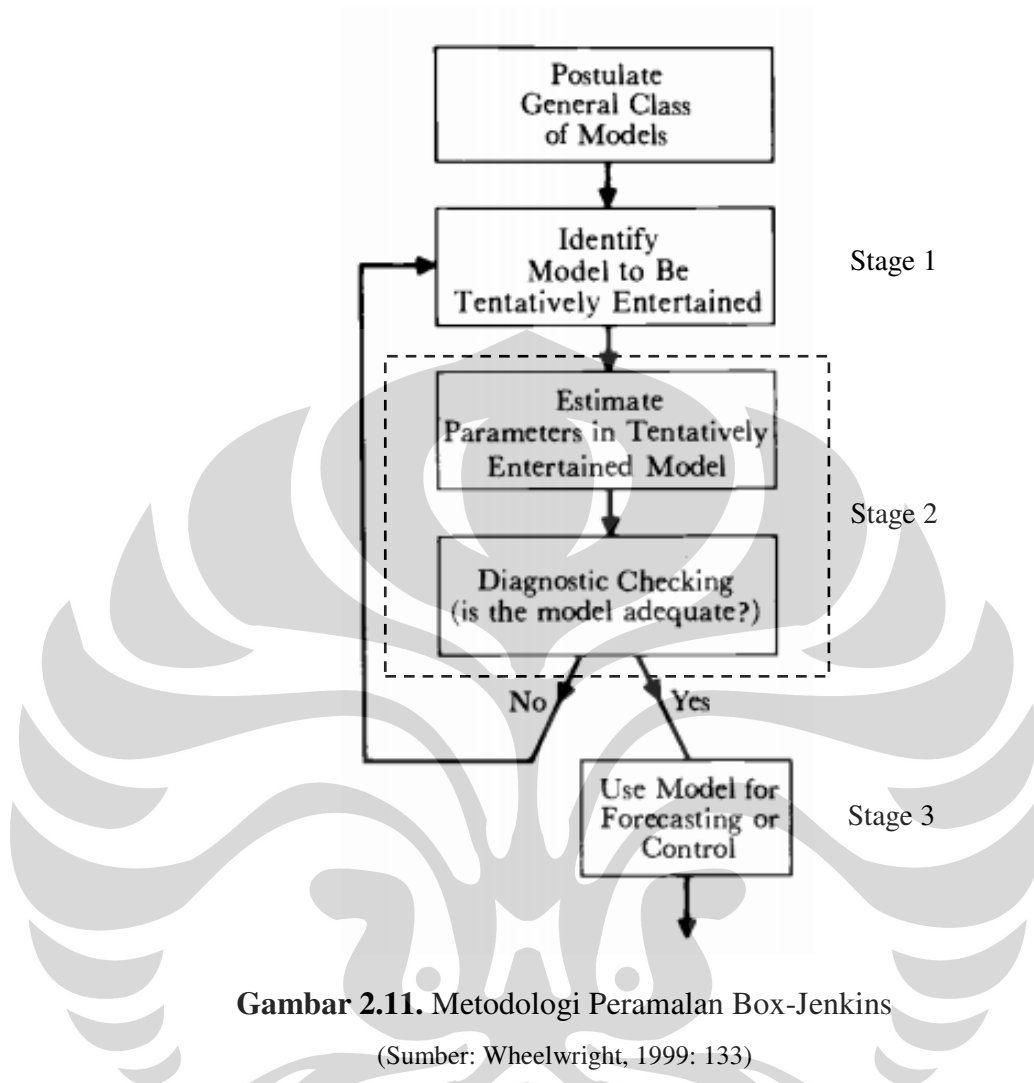 Postulate
General Class
of Models
Identify
Model to Be
Tentatively Entertained
Stage 1
Estimate
Parameters in Tentatively
Entertained Model
Stage 2
Diagnostic Checking
(is the model adequate?)
No
Yes
Use Model for
Forecasting or
Control
Stage 3
Gambar 2.11. Metodologi Peramalan Box-Jenkins
(Sumber: Wheelwright, 1999: 133)